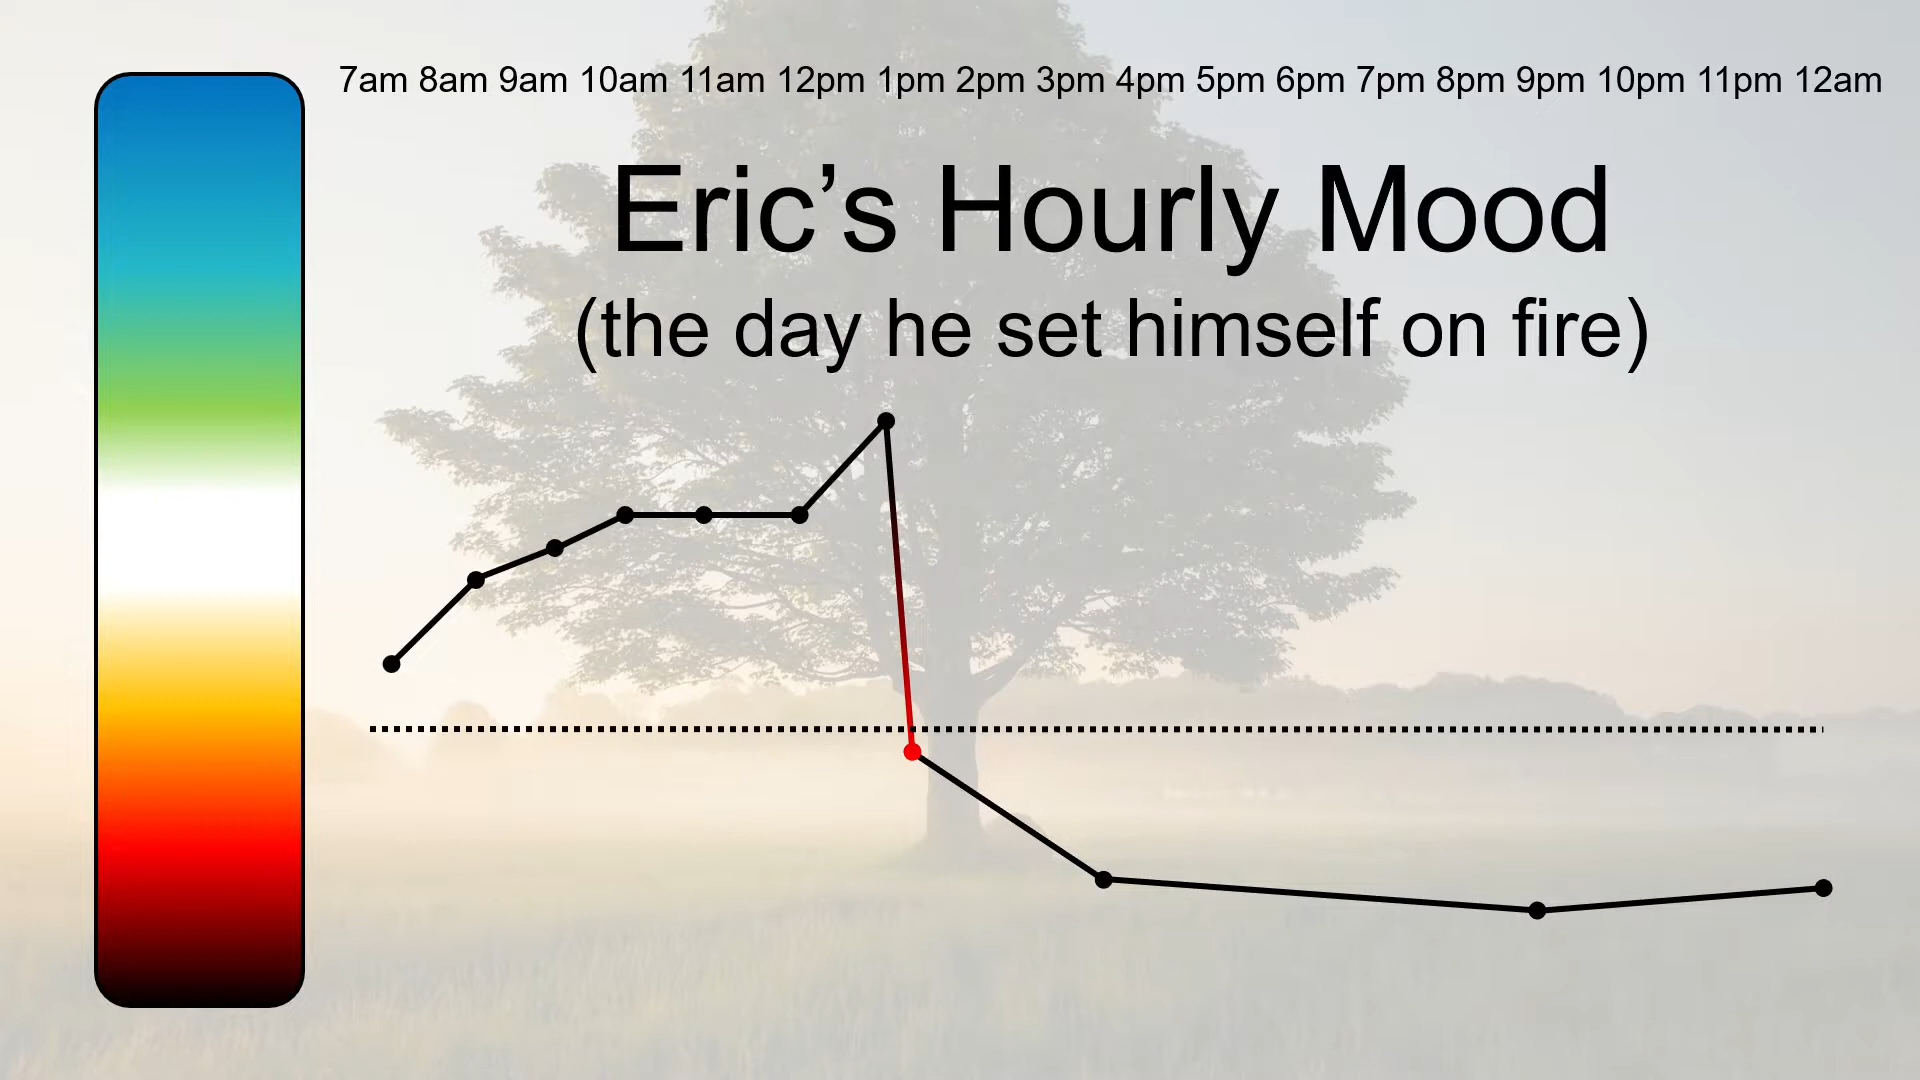 7am 8am 9am 10am 11am 12pm 1pm 2pm 3pm 4pm 5pm 6pm 7pm 8pm 9pm 10pm 11pm 12am
Eric’s Hourly Mood
(the day he set himself on fire)